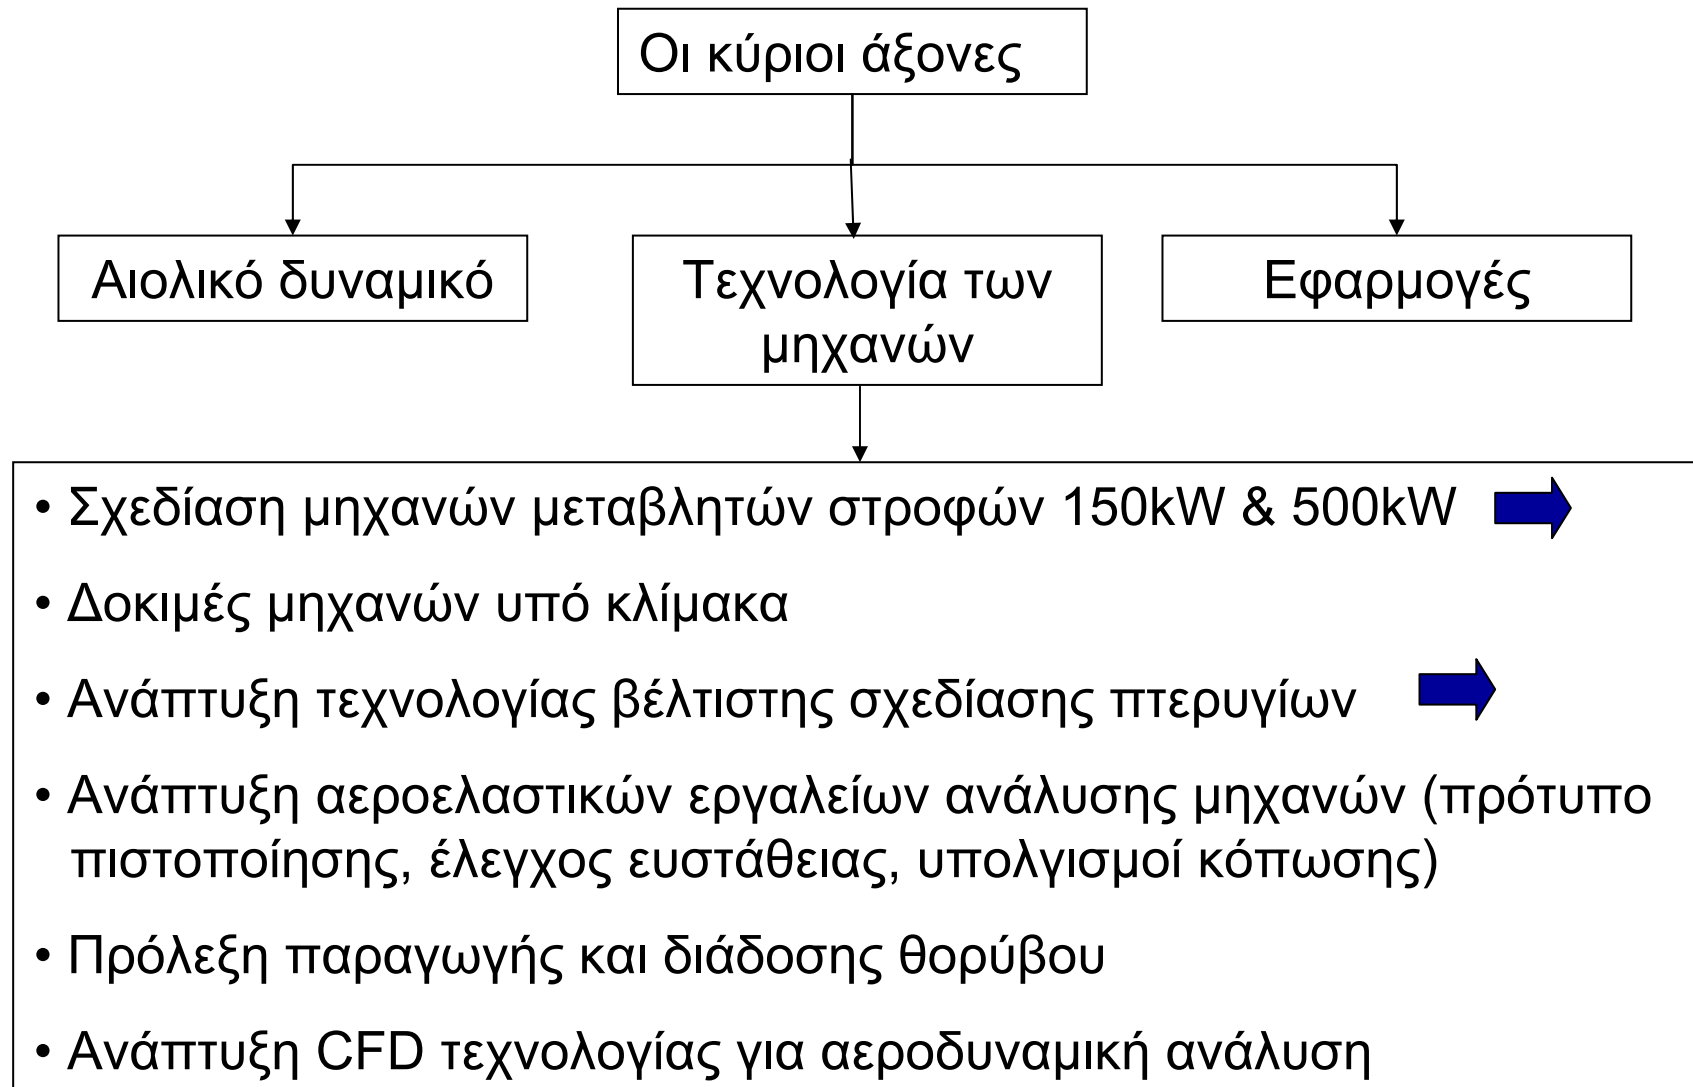 Οι κύριοι άξονες
Αιολικό δυναμικό
Τεχνολογία των
μηχανών
Εφαρμογές
• Σχεδίαση μηχανών μεταβλητών στροφών 150kW & 500kW
• Δοκιμές μηχανών υπό κλίμακα
• Ανάπτυξη τεχνολογίας βέλτιστης σχεδίασης πτερυγίων
• Ανάπτυξη αεροελαστικών εργαλείων ανάλυσης μηχανών (πρότυπο
πιστοποίησης, έλεγχος ευστάθειας, υπολγισμοί κόπωσης)
• Πρόλεξη παραγωγής και διάδοσης θορύβου
• Ανάπτυξη CFD τεχνολογίας για αεροδυναμική ανάλυση